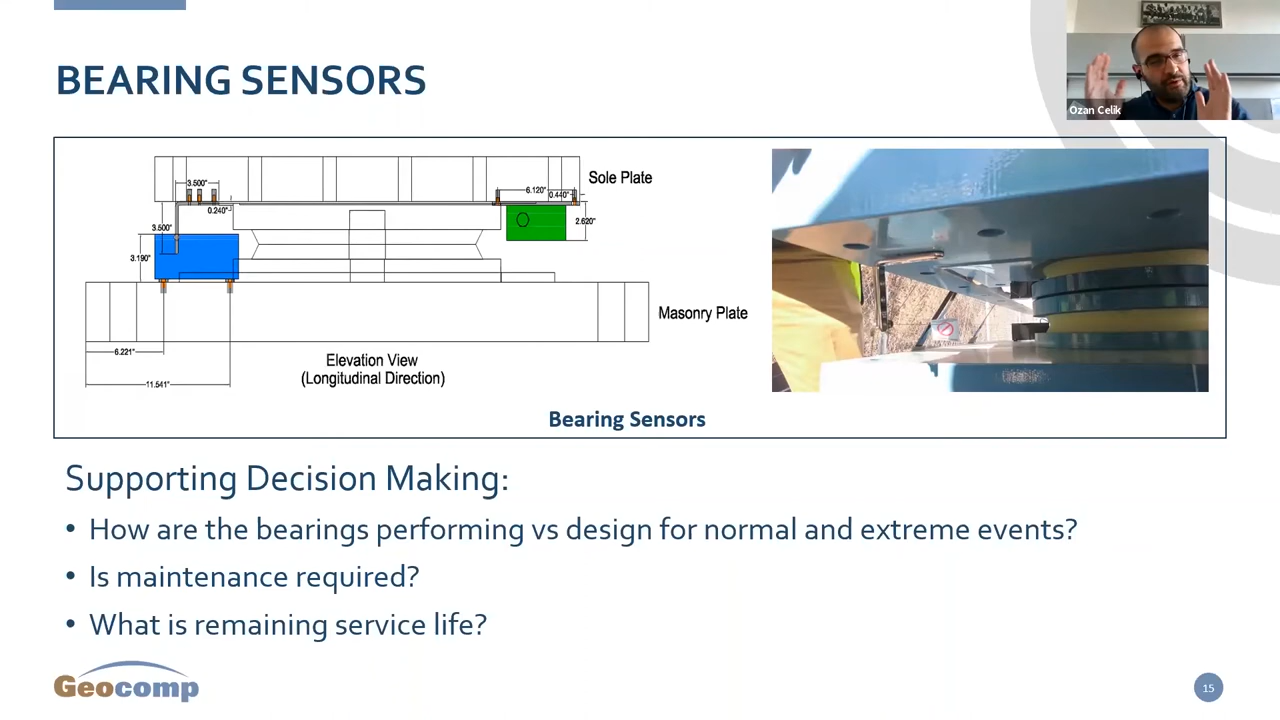 BEARING SENSORS
Ozan Celik
3.500"
0.240"
3.500"
3.190"
6.120"
0.440"
2.620"
Sole Plate
Masonry Plate
6.221"
11.541"
Elevation View
(Longitudinal Direction)
Bearing Sensors
Supporting Decision Making:
• How are the bearings performing vs design for normal and extreme events?
• Is maintenance required?
• What is remaining service life?
Geocomp
15